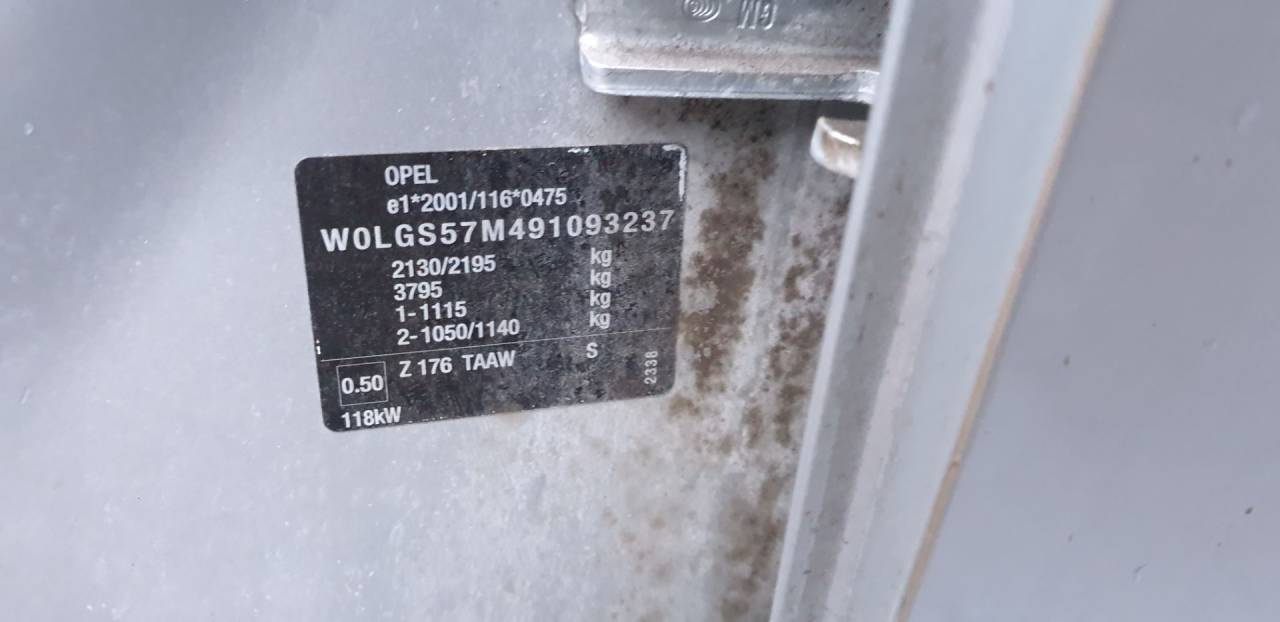 GM
OPEL
e1*2001/116*0475
W0LGS57M491093237
2130/2195 kg
3795 kg
1-1115 kg
2-1050/1140 kg
0.50 Z 176 TAAW S 2338
118kW